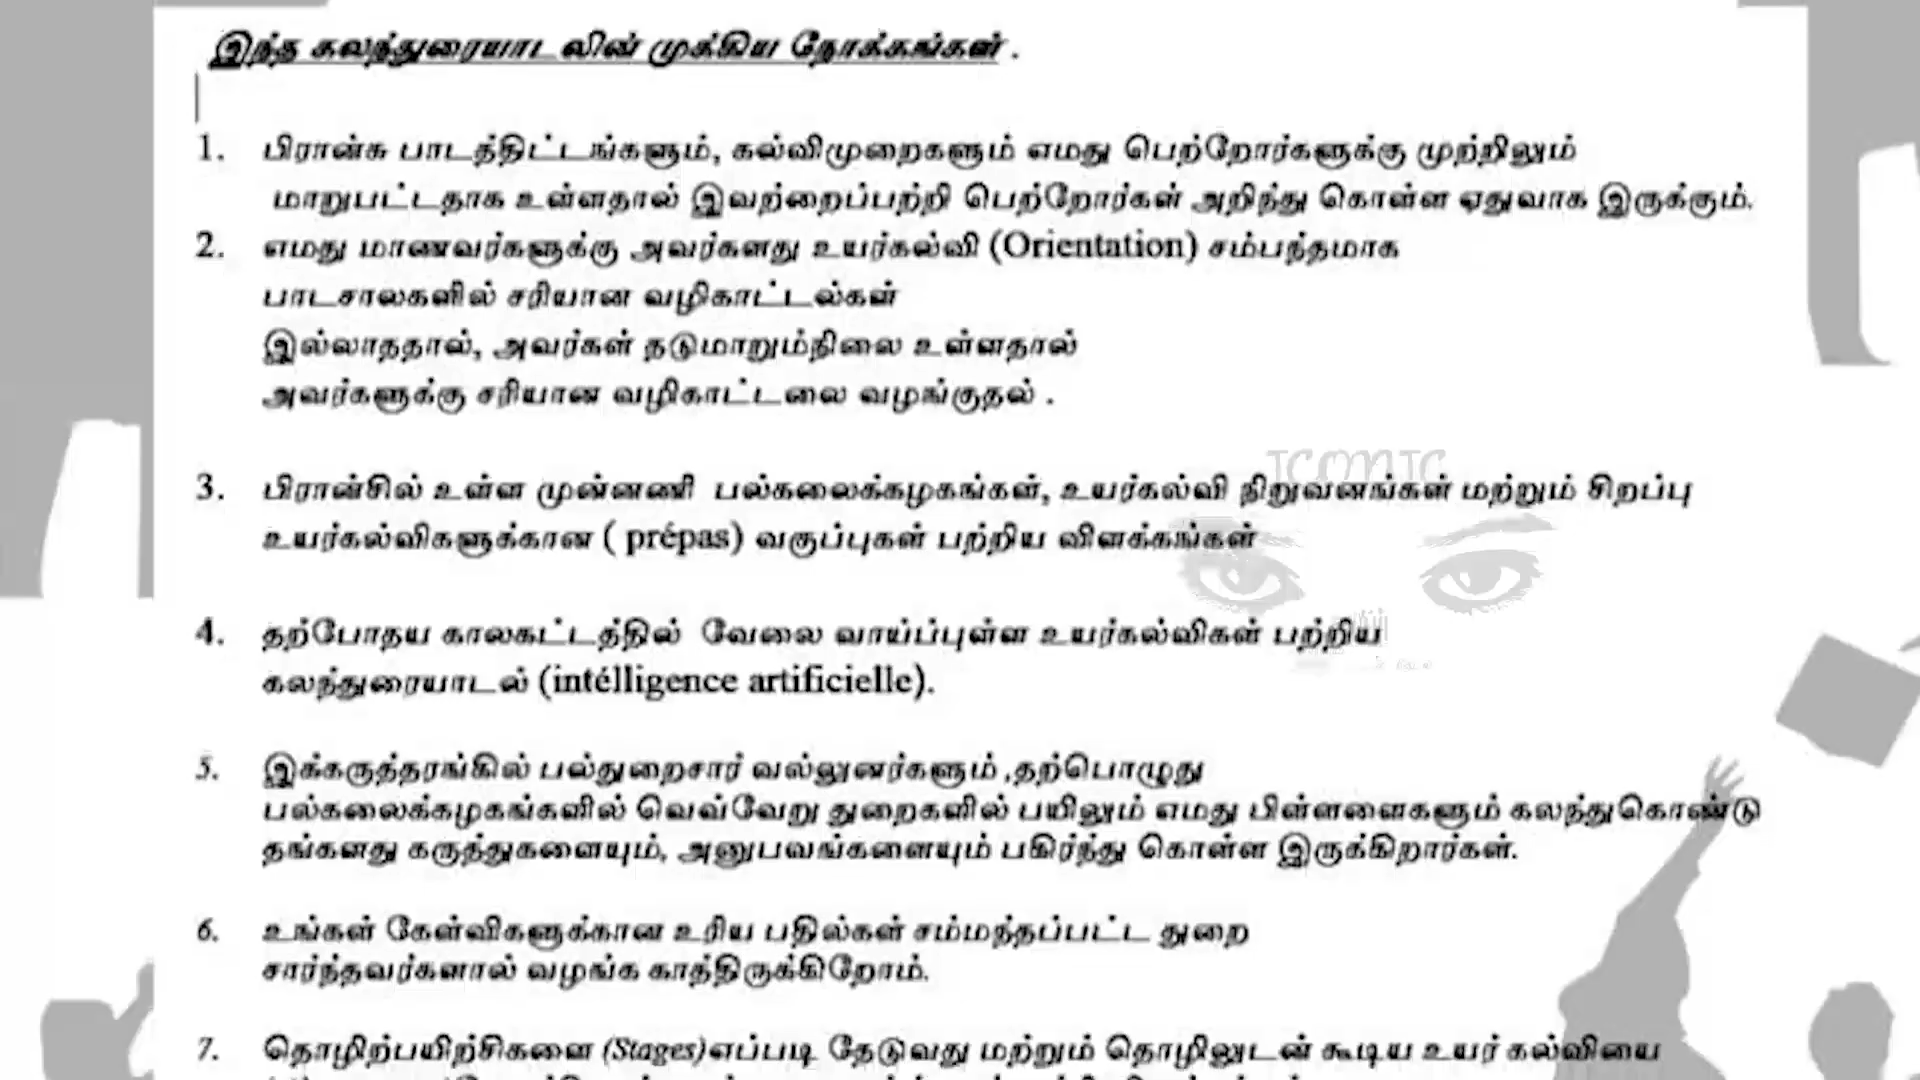 இந்த கலந்துரையாடலின் முக்கிய நோக்கங்கள் .
1. பிரான்சு பாடத்திட்டங்களும், கல்விமுறைகளும் எமது பெற்றோர்களுக்கு முற்றிலும்
மாறுபட்டதாக உள்ளதால் இவற்றைப்பற்றி பெற்றோர்கள் அறிந்து கொள்ள ஏதுவாக இருக்கும்.
2. எமது மாணவர்களுக்கு அவர்களது உயர்கல்வி (Orientation) சம்பந்தமாக
பாடசாலைகளில் சரியான வழிகாட்டல்கள்
இல்லாததால், அவர்கள் தடுமாறும்நிலை உள்ளதால்
அவர்களுக்கு சரியான வழிகாட்டலை வழங்குதல் .
3. பிரான்சில் உள்ள முன்னணி பல்கலைக்கழகங்கள், உயர்கல்வி நிறுவனங்கள் மற்றும் சிறப்பு
உயர்கல்விகளுக்கான ( prépas) வகுப்புகள் பற்றிய விளக்கங்கள்
ICONIC
4. தற்போதய காலகட்டத்தில் வேலை வாய்ப்புள்ள உயர்கல்விகள் பற்றிய
கலந்துரையாடல் (intélligence artificielle).
5. இக்கருத்தரங்கில் பல்துறைசார் வல்லுனர்களும் ,தற்பொழுது
பல்கலைக்கழகங்களில் வெவ்வேறு துறைகளில் பயிலும் எமது பிள்ளைகளும் கலந்துகொண்டு
தங்களது கருத்துகளையும், அனுபவங்களையும் பகிர்ந்து கொள்ள இருக்கிறார்கள்.
6. உங்கள் கேள்விகளுக்கான உரிய பதில்கள் சம்மந்தப்பட்ட துறை
சார்ந்தவர்களால் வழங்க காத்திருக்கிறோம்.
7. தொழிற்பயிற்சிகளை (Stages)எப்படி தேடுவது மற்றும் தொழிலுடன் கூடிய உயர் கல்வியை